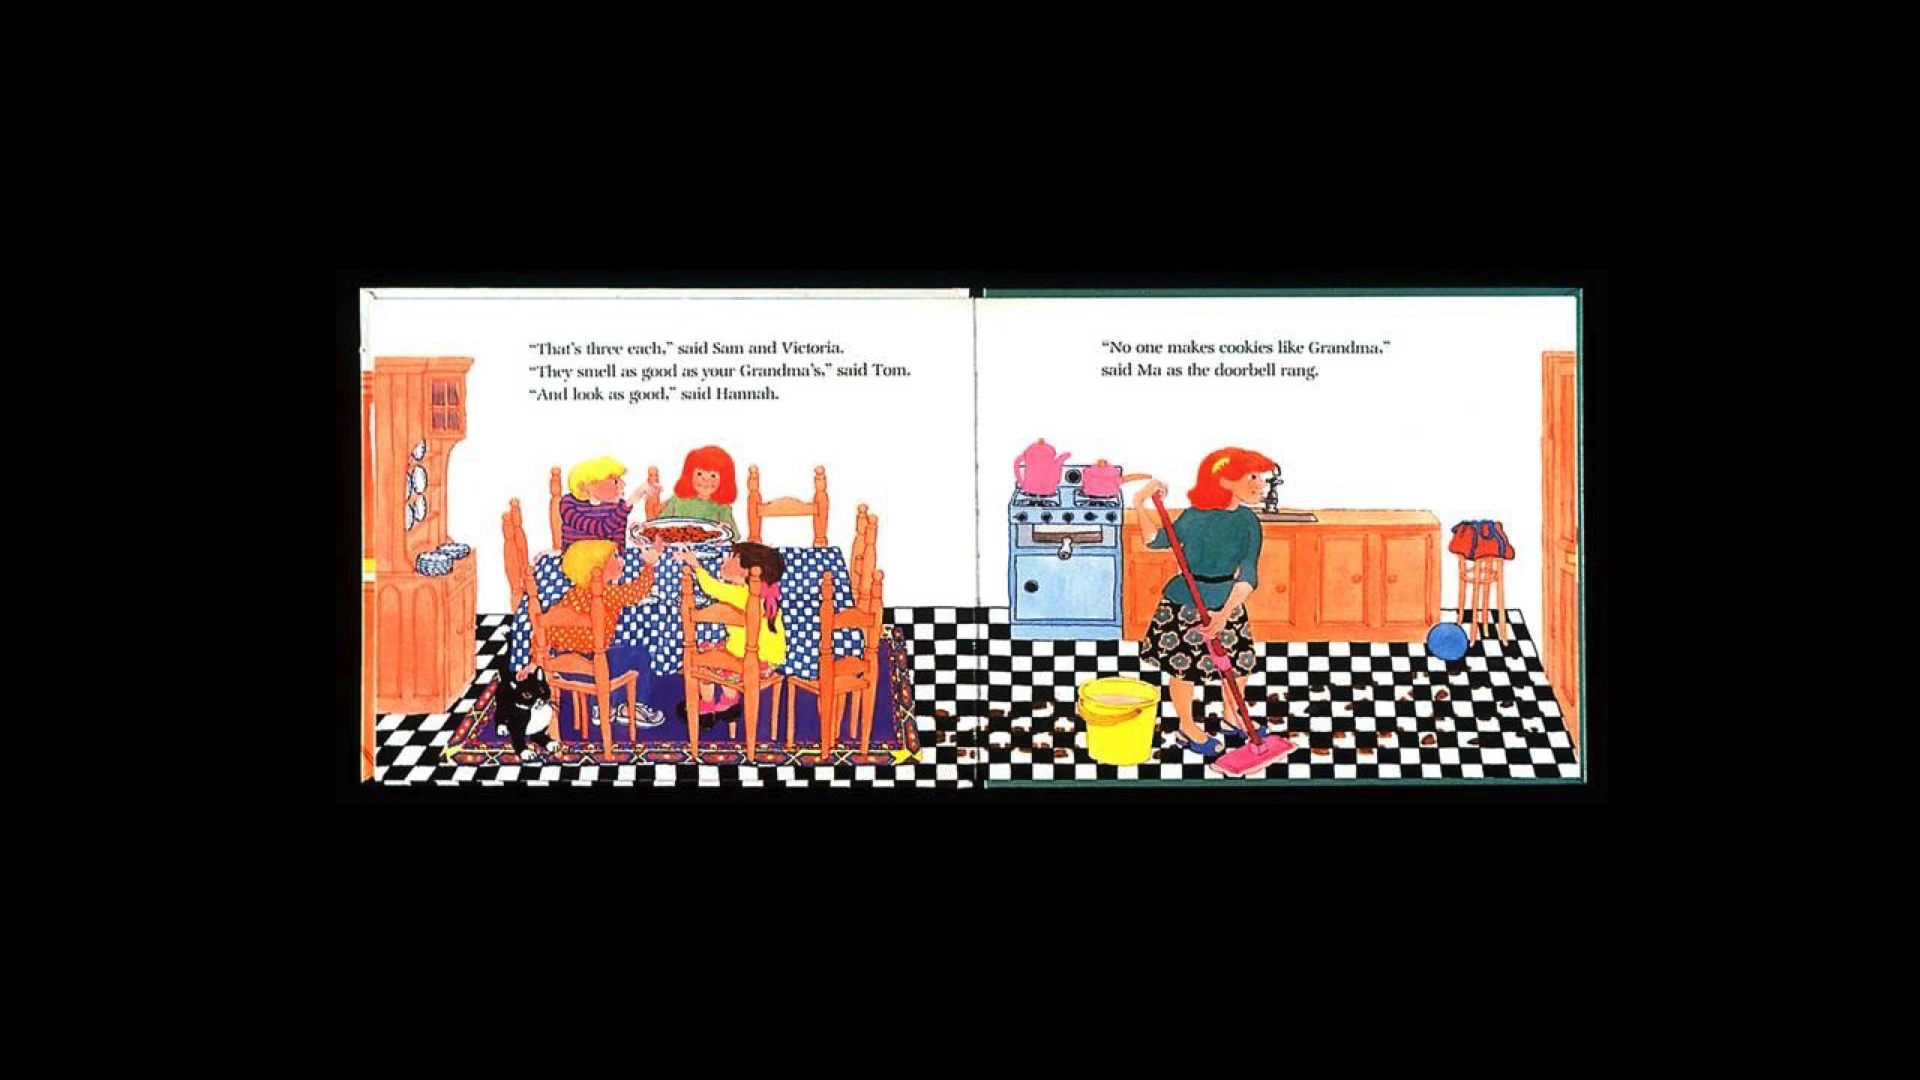 “That’s three each,” said Sam and Victoria.
“They smell as good as your Grandma’s,” said Tom.
“And look as good,” said Hannah.
“No one makes cookies like Grandma,”
said Ma as the doorbell rang.